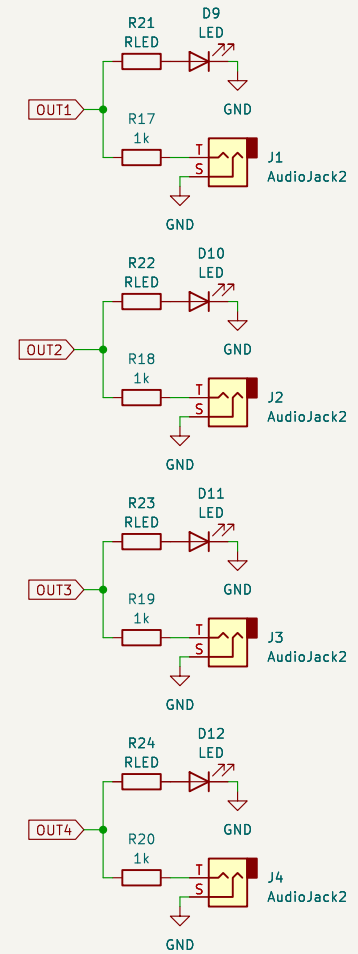 R21
RLED
D9
LED
GND
OUT1
R17
1k
T
S
J1
AudioJack2
GND
R22
RLED
D10
LED
GND
OUT2
R18
1k
T
S
J2
AudioJack2
GND
R23
RLED
D11
LED
GND
OUT3
R19
1k
T
S
J3
AudioJack2
GND
R24
RLED
D12
LED
GND
OUT4
R20
1k
T
S
J4
AudioJack2
GND